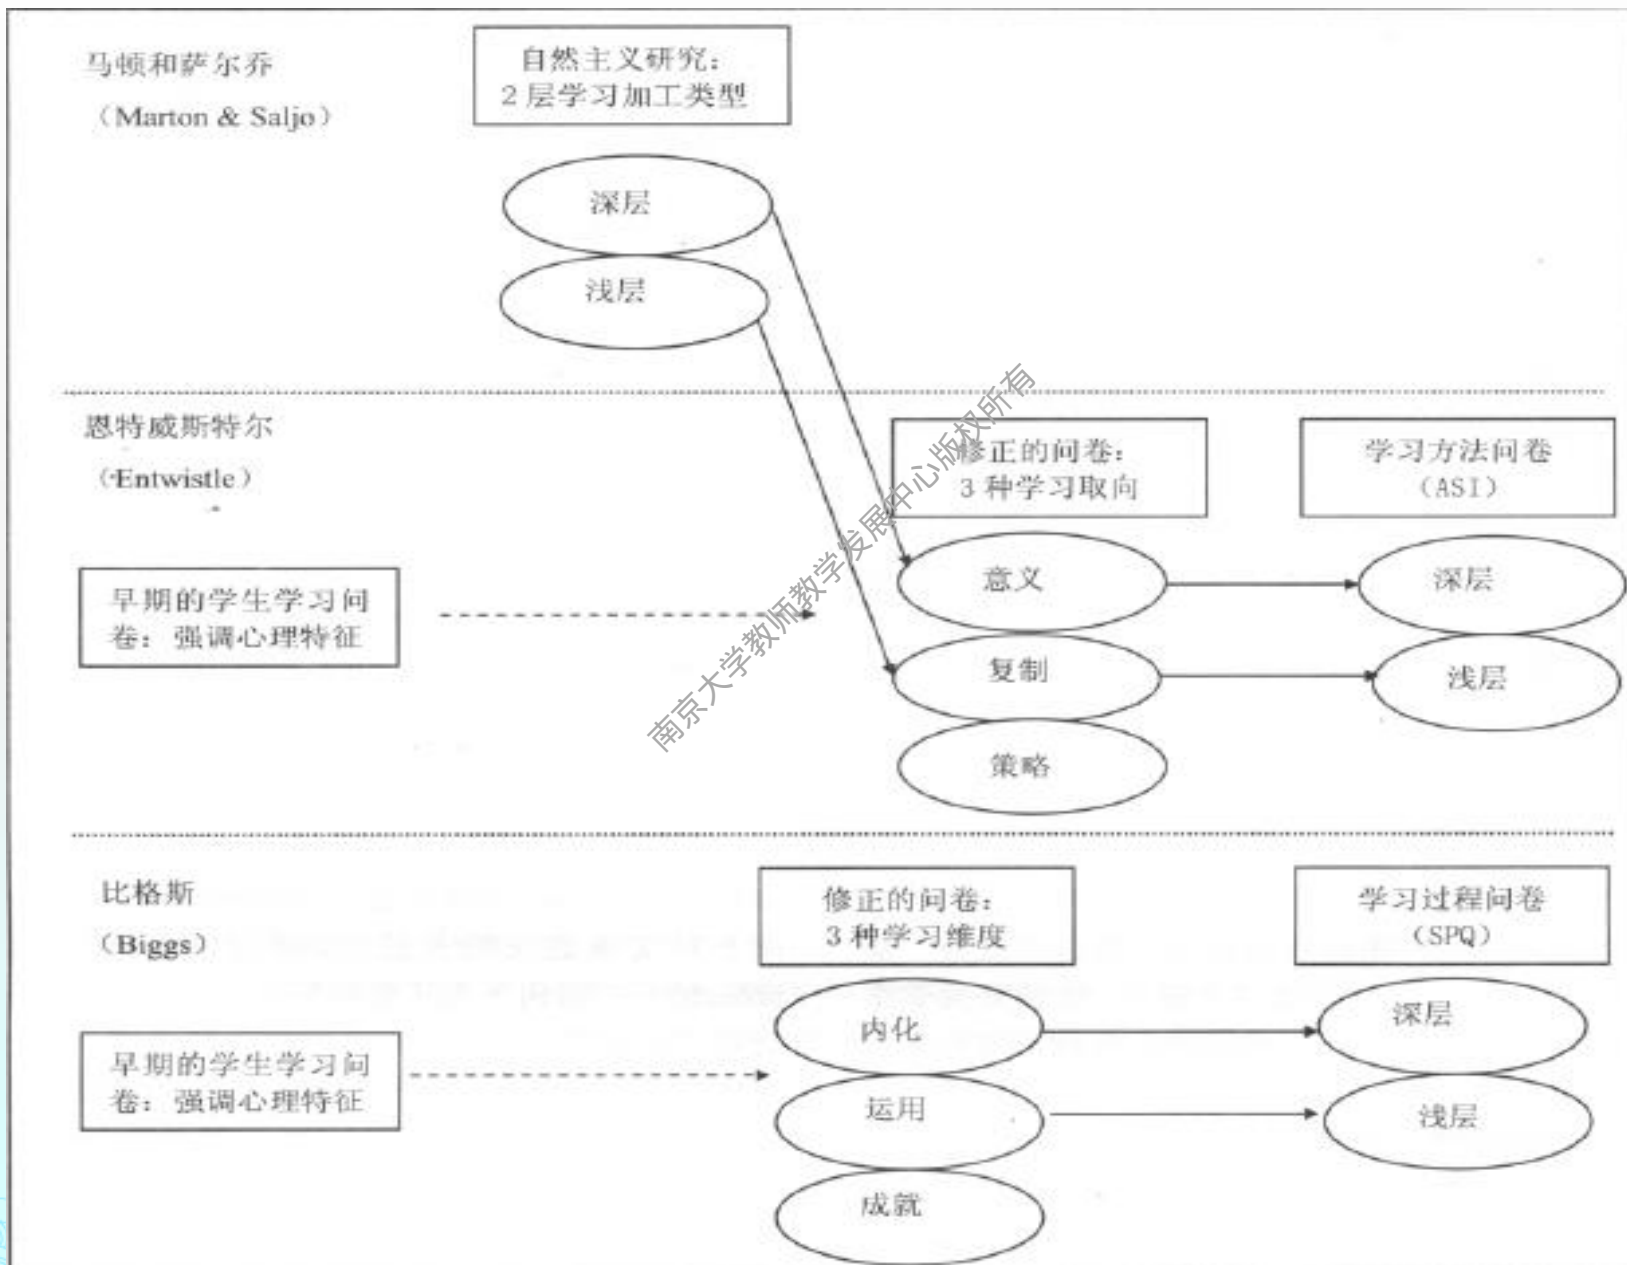 马顿和萨尔乔
（Marton & Saljo）
自然主义研究：
2 层学习加工类型
深层
浅层
恩特威斯特尔
（Entwistle）
修正的问卷：
3 种学习取向
学习方法问卷
（ASI）
早期的学生学习问
卷：强调心理特征
意义
深层
复制
浅层
策略
南京大学教师教学发展中心版权所有
比格斯
（Biggs）
修正的问卷：
3 种学习维度
学习过程问卷
（SPQ）
早期的学生学习问
卷：强调心理特征
内化
深层
运用
浅层
成就